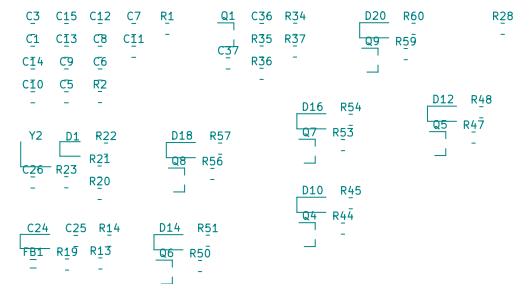 C3 C15 C12 C7 R1 Q1 C36 R34 D20 R60 R28
C1 C13 C8 C11 R35 R37 Q9 R59
C37
C14 C9 C6 R36
C10 C5 R2
D12 R48
D16 R54
Q5 R47
Y2 D1 R22 D18 R57 Q7 R53
R21 Q8 R56
C26 R23
R20
D10 R45
Q4 R44
C24 C25 R14 D14 R51
FB1 R19 R13 Q6 R50